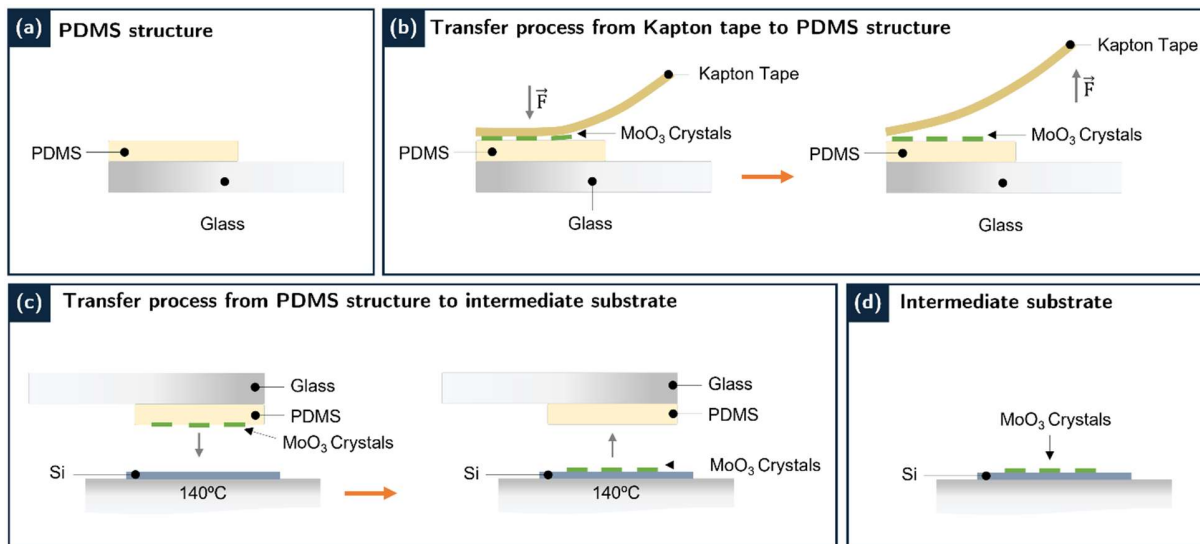 (a) PDMS structure
PDMS
Glass
(b) Transfer process from Kapton tape to PDMS structure
F
Kapton Tape
MoO₃ Crystals
PDMS
Glass
Kapton Tape
F
MoO₃ Crystals
PDMS
Glass
(c) Transfer process from PDMS structure to intermediate substrate
Glass
PDMS
MoO₃ Crystals
Si
140ºC
Glass
PDMS
MoO₃ Crystals
Si
140ºC
(d) Intermediate substrate
MoO₃ Crystals
Si